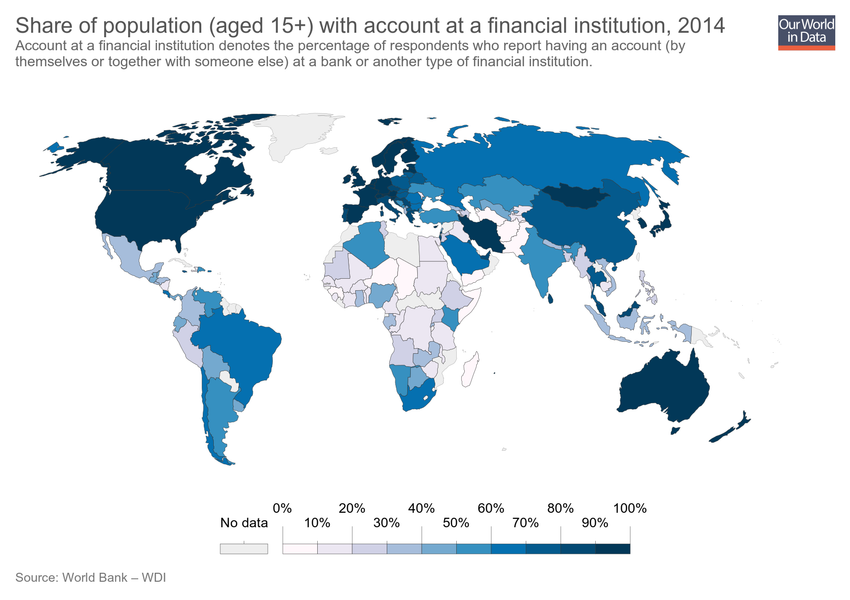 Share of population (aged 15+) with account at a financial institution, 2014
Account at a financial institution denotes the percentage of respondents who report having an account (by
themselves or together with someone else) at a bank or another type of financial institution.
Our World
in Data
0% 20% 40% 60% 80% 100%
No data 10% 30% 50% 70% 90%
Source: World Bank – WDI